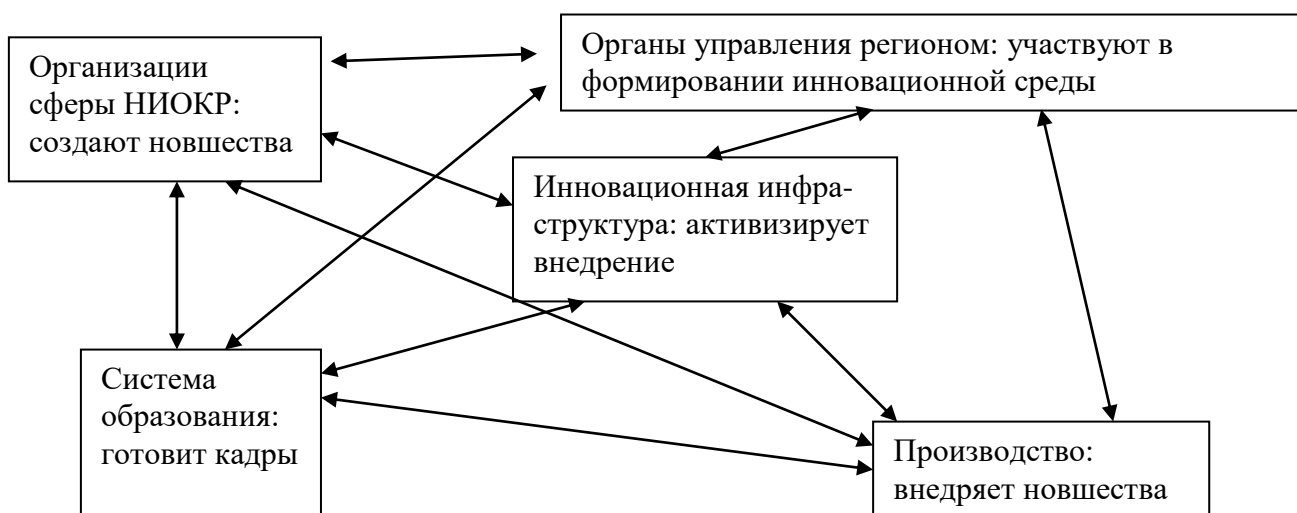 Организации
сферы НИОКР:
создают новшества
Органы управления регионом: участвуют в
формировании инновационной среды
Инновационная инфра-
структура: активизирует
внедрение
Система
образования:
готовит кадры
Производство:
внедряет новшества